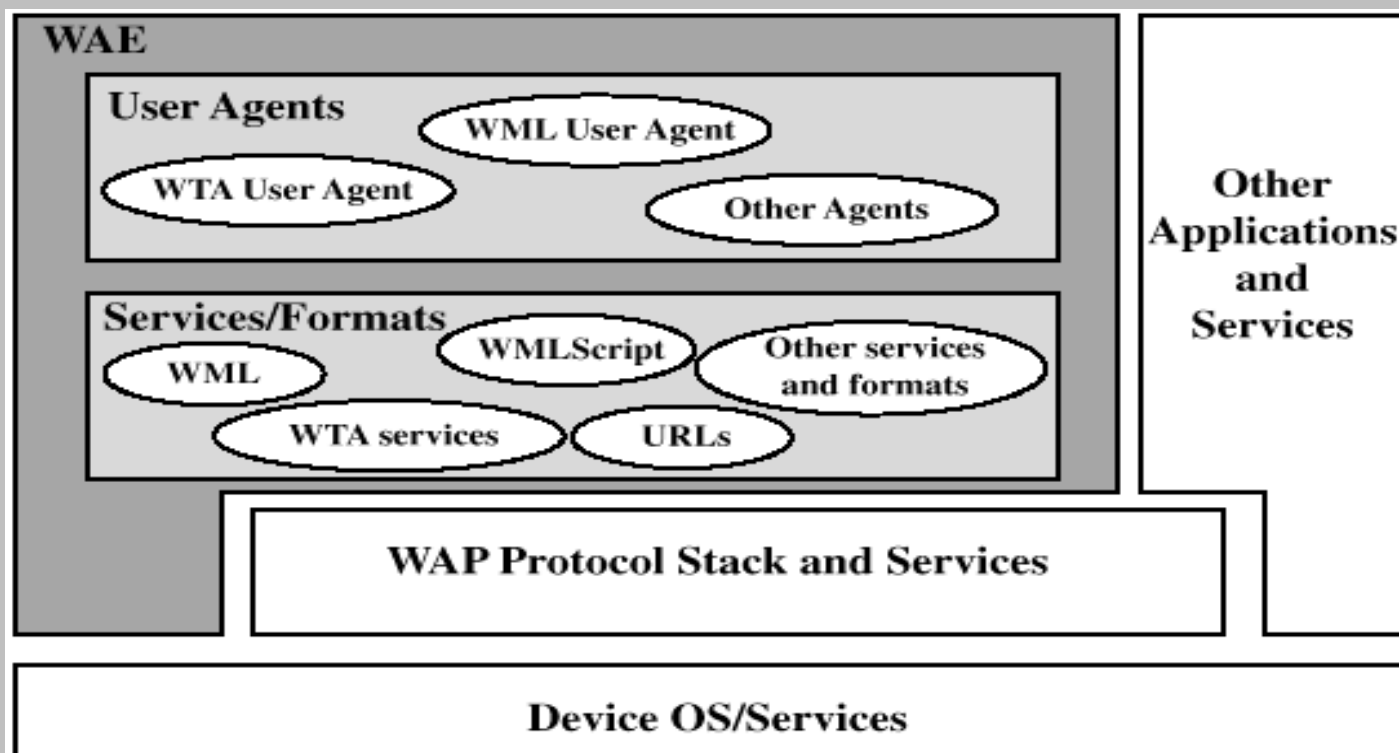 WAE
User Agents
WML User Agent
WTA User Agent
Other Agents
Services/Formats
WMLScript
Other services
and formats
WML
WTA services
URLs
Other
Applications
and
Services
WAP Protocol Stack and Services
Device OS/Services